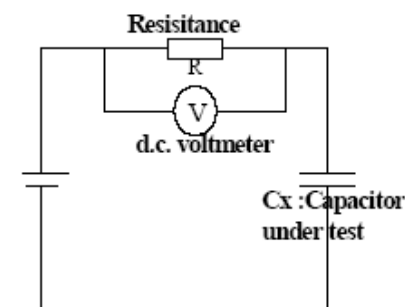 Resisitance
R
V
d.c. voltmeter
Cx :Capacitor
under test